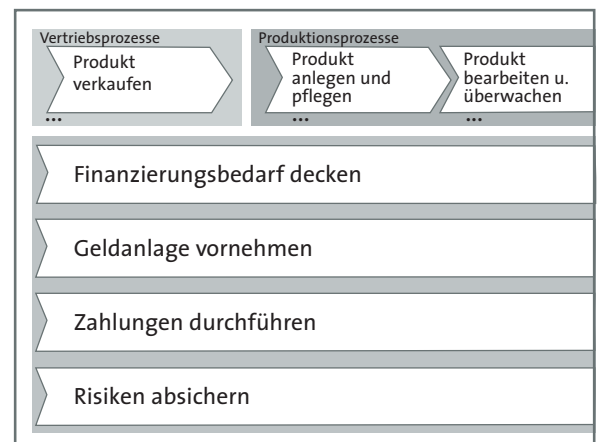 Vertriebsprozesse
Produkt
verkaufen
...
Produktionsprozesse
Produkt
anlegen und
pflegen
...
Produkt
bearbeiten u.
überwachen
...
Finanzierungsbedarf decken
Geldanlage vornehmen
Zahlungen durchführen
Risiken absichern